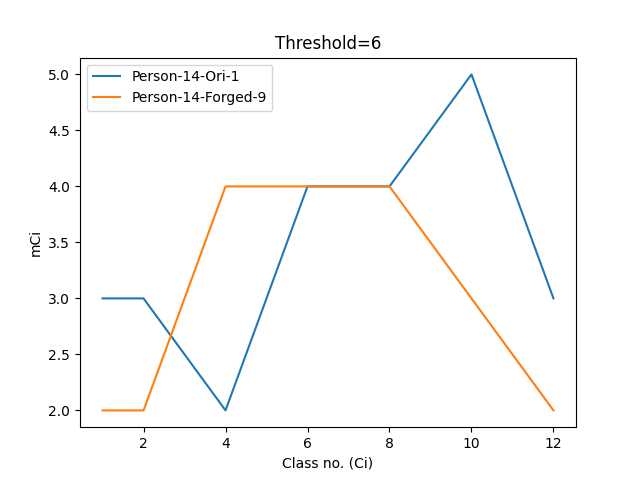 Threshold=6
Person-14-Ori-1
Person-14-Forged-9
mCi
5.0
4.5
4.0
3.5
3.0
2.5
2.0
2 4 6 8 10 12
Class no. (Ci)